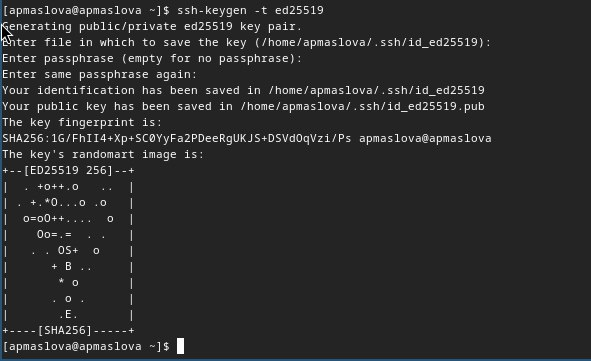 [apmaslova@apmaslova ~]$ ssh-keygen -t ed25519
Generating public/private ed25519 key pair.
Enter file in which to save the key (/home/apmaslova/.ssh/id_ed25519):
Enter passphrase (empty for no passphrase):
Enter same passphrase again:
Your identification has been saved in /home/apmaslova/.ssh/id_ed25519
Your public key has been saved in /home/apmaslova/.ssh/id_ed25519.pub
The key fingerprint is:
SHA256:1G/FhII4+Xp+SC0YyFa2PDeeRgUKJS+DSVdOqVzi/Ps apmaslova@apmaslova
The key's randomart image is:
+--[ED25519 256]--+
|  . +o++.o   ..  |
| . +.*O...o .o   |
|  o=oO++....  o  |
|    Oo=.=  . .   |
|   . . OS+  o    |
|      + B ..     |
|       * o       |
|      . o .      |
|       .E.       |
+----[SHA256]-----+
[apmaslova@apmaslova ~]$